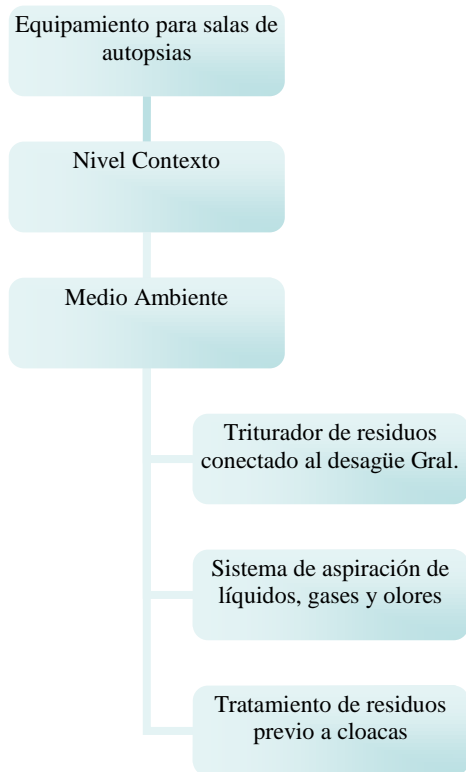 Equipamiento para salas de
autopsias
Nivel Contexto
Medio Ambiente
Triturador de residuos
conectado al desagüe Gral.
Sistema de aspiración de
líquidos, gases y olores
Tratamiento de residuos
previo a cloacas